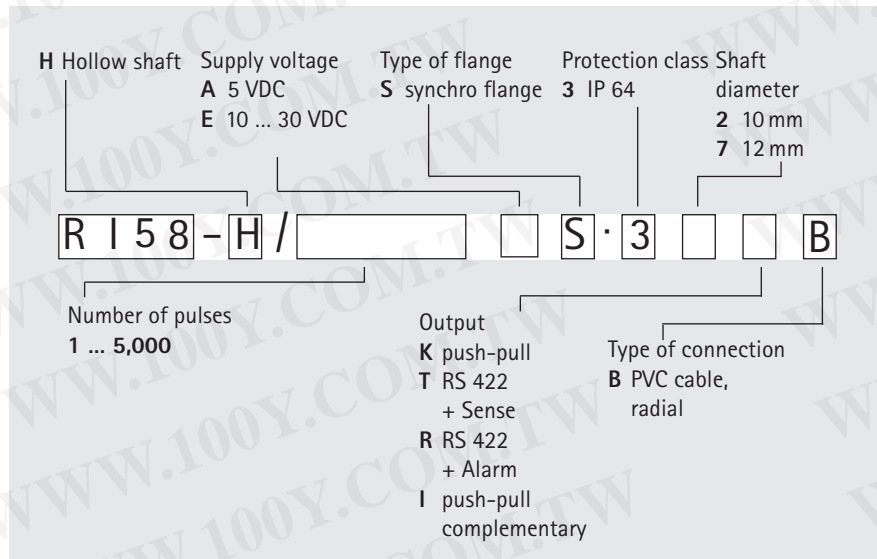 H Hollow shaft
Supply voltage
A 5 VDC
E 10 ... 30 VDC
Type of flange
S synchro flange
Protection class
3 IP 64
Shaft
diameter
2 10 mm
7 12 mm
R I 5 8 - H / S · 3 B
Number of pulses
1 ... 5,000
Output
K push-pull
T RS 422
+ Sense
R RS 422
+ Alarm
I push-pull
complementary
Type of connection
B PVC cable,
radial
WWW.100Y.COM.TW